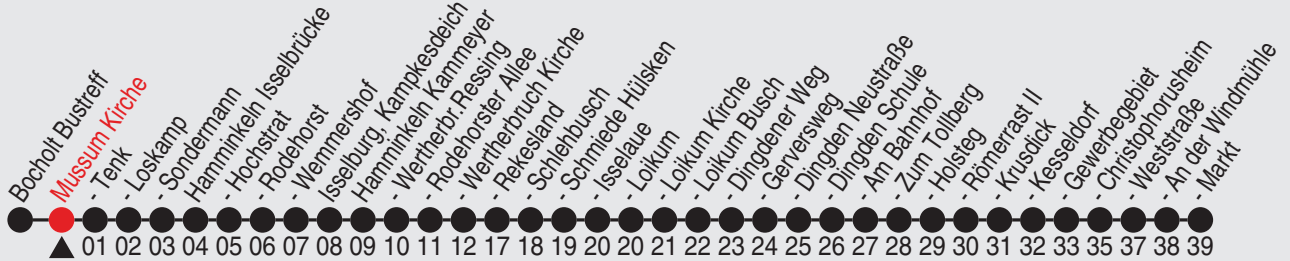 Bocholt Bustreff
Mussum Kirche
- Tenk
- Loskamp
- Sondermann
Hamminkeln Isselbrücke
- Hochstrat
- Rodehorst
- Wemmershof
Isselburg, Kampkesdeich
Hamminkeln Kammeyer
- Wertherbr. Ressing
- Rodehorster Allee
- Wertherbruch Kirche
- Rekesland
- Schlehbusch
- Schmiede Hülsken
- Isselaue
- Loikum
- Loikum Kirche
- Loikum Busch
- Dingdener Weg
- Gerversweg
- Dingden Neustraße
- Dingden Schule
- Am Bahnhof
- Zum Tollberg
- Holsteg
- Römerrast II
- Krusdick
- Kesseldorf
- Gewerbegebiet
- Christophorusheim
- Weststraße
- An der Windmühle
- Markt
01 02 03 04 05 06 07 08 09 10 11 12 17 18 19 20 20 21 22 23 24 25 26 27 28 29 30 31 32 33 35 37 38 39